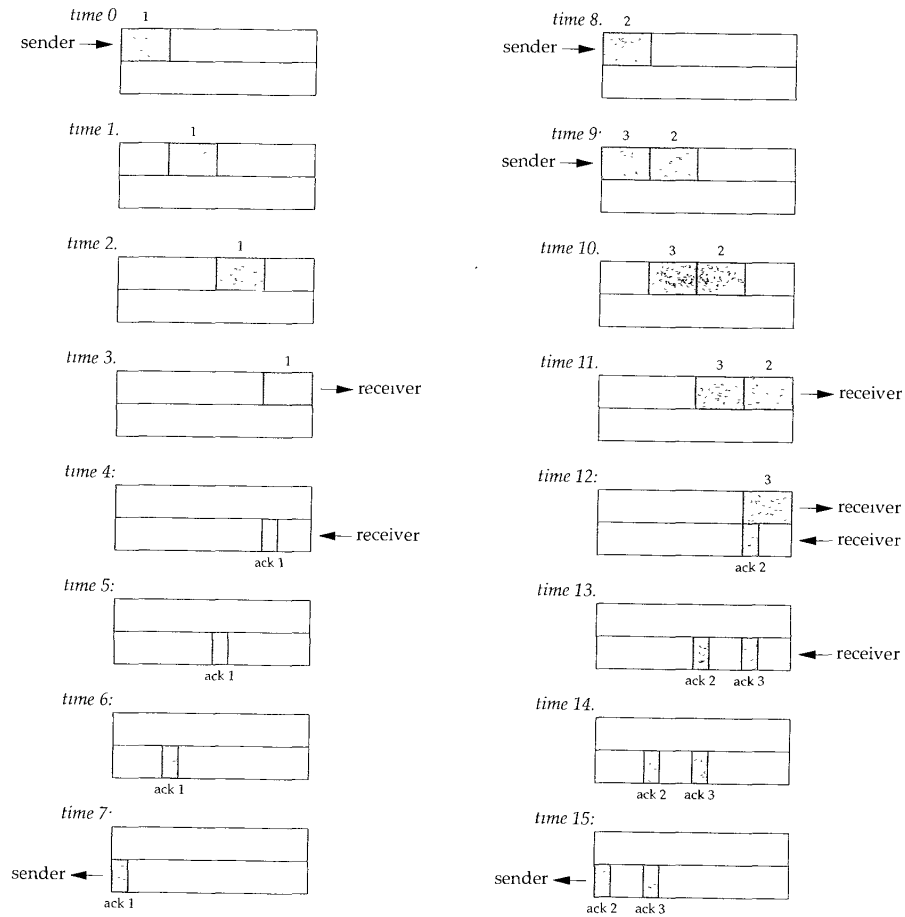 time 0
1
sender
time 1.
1
time 2.
1
time 3.
1
receiver
time 4:
receiver
ack 1
time 5:
ack 1
time 6:
ack 1
time 7:
sender
ack 1
time 8.
2
sender
time 9:
3 2
sender
time 10.
3 2
time 11.
3 2
receiver
time 12:
3
receiver
receiver
ack 2
time 13.
receiver
ack 2 ack 3
time 14.
ack 2 ack 3
time 15:
sender
ack 2 ack 3